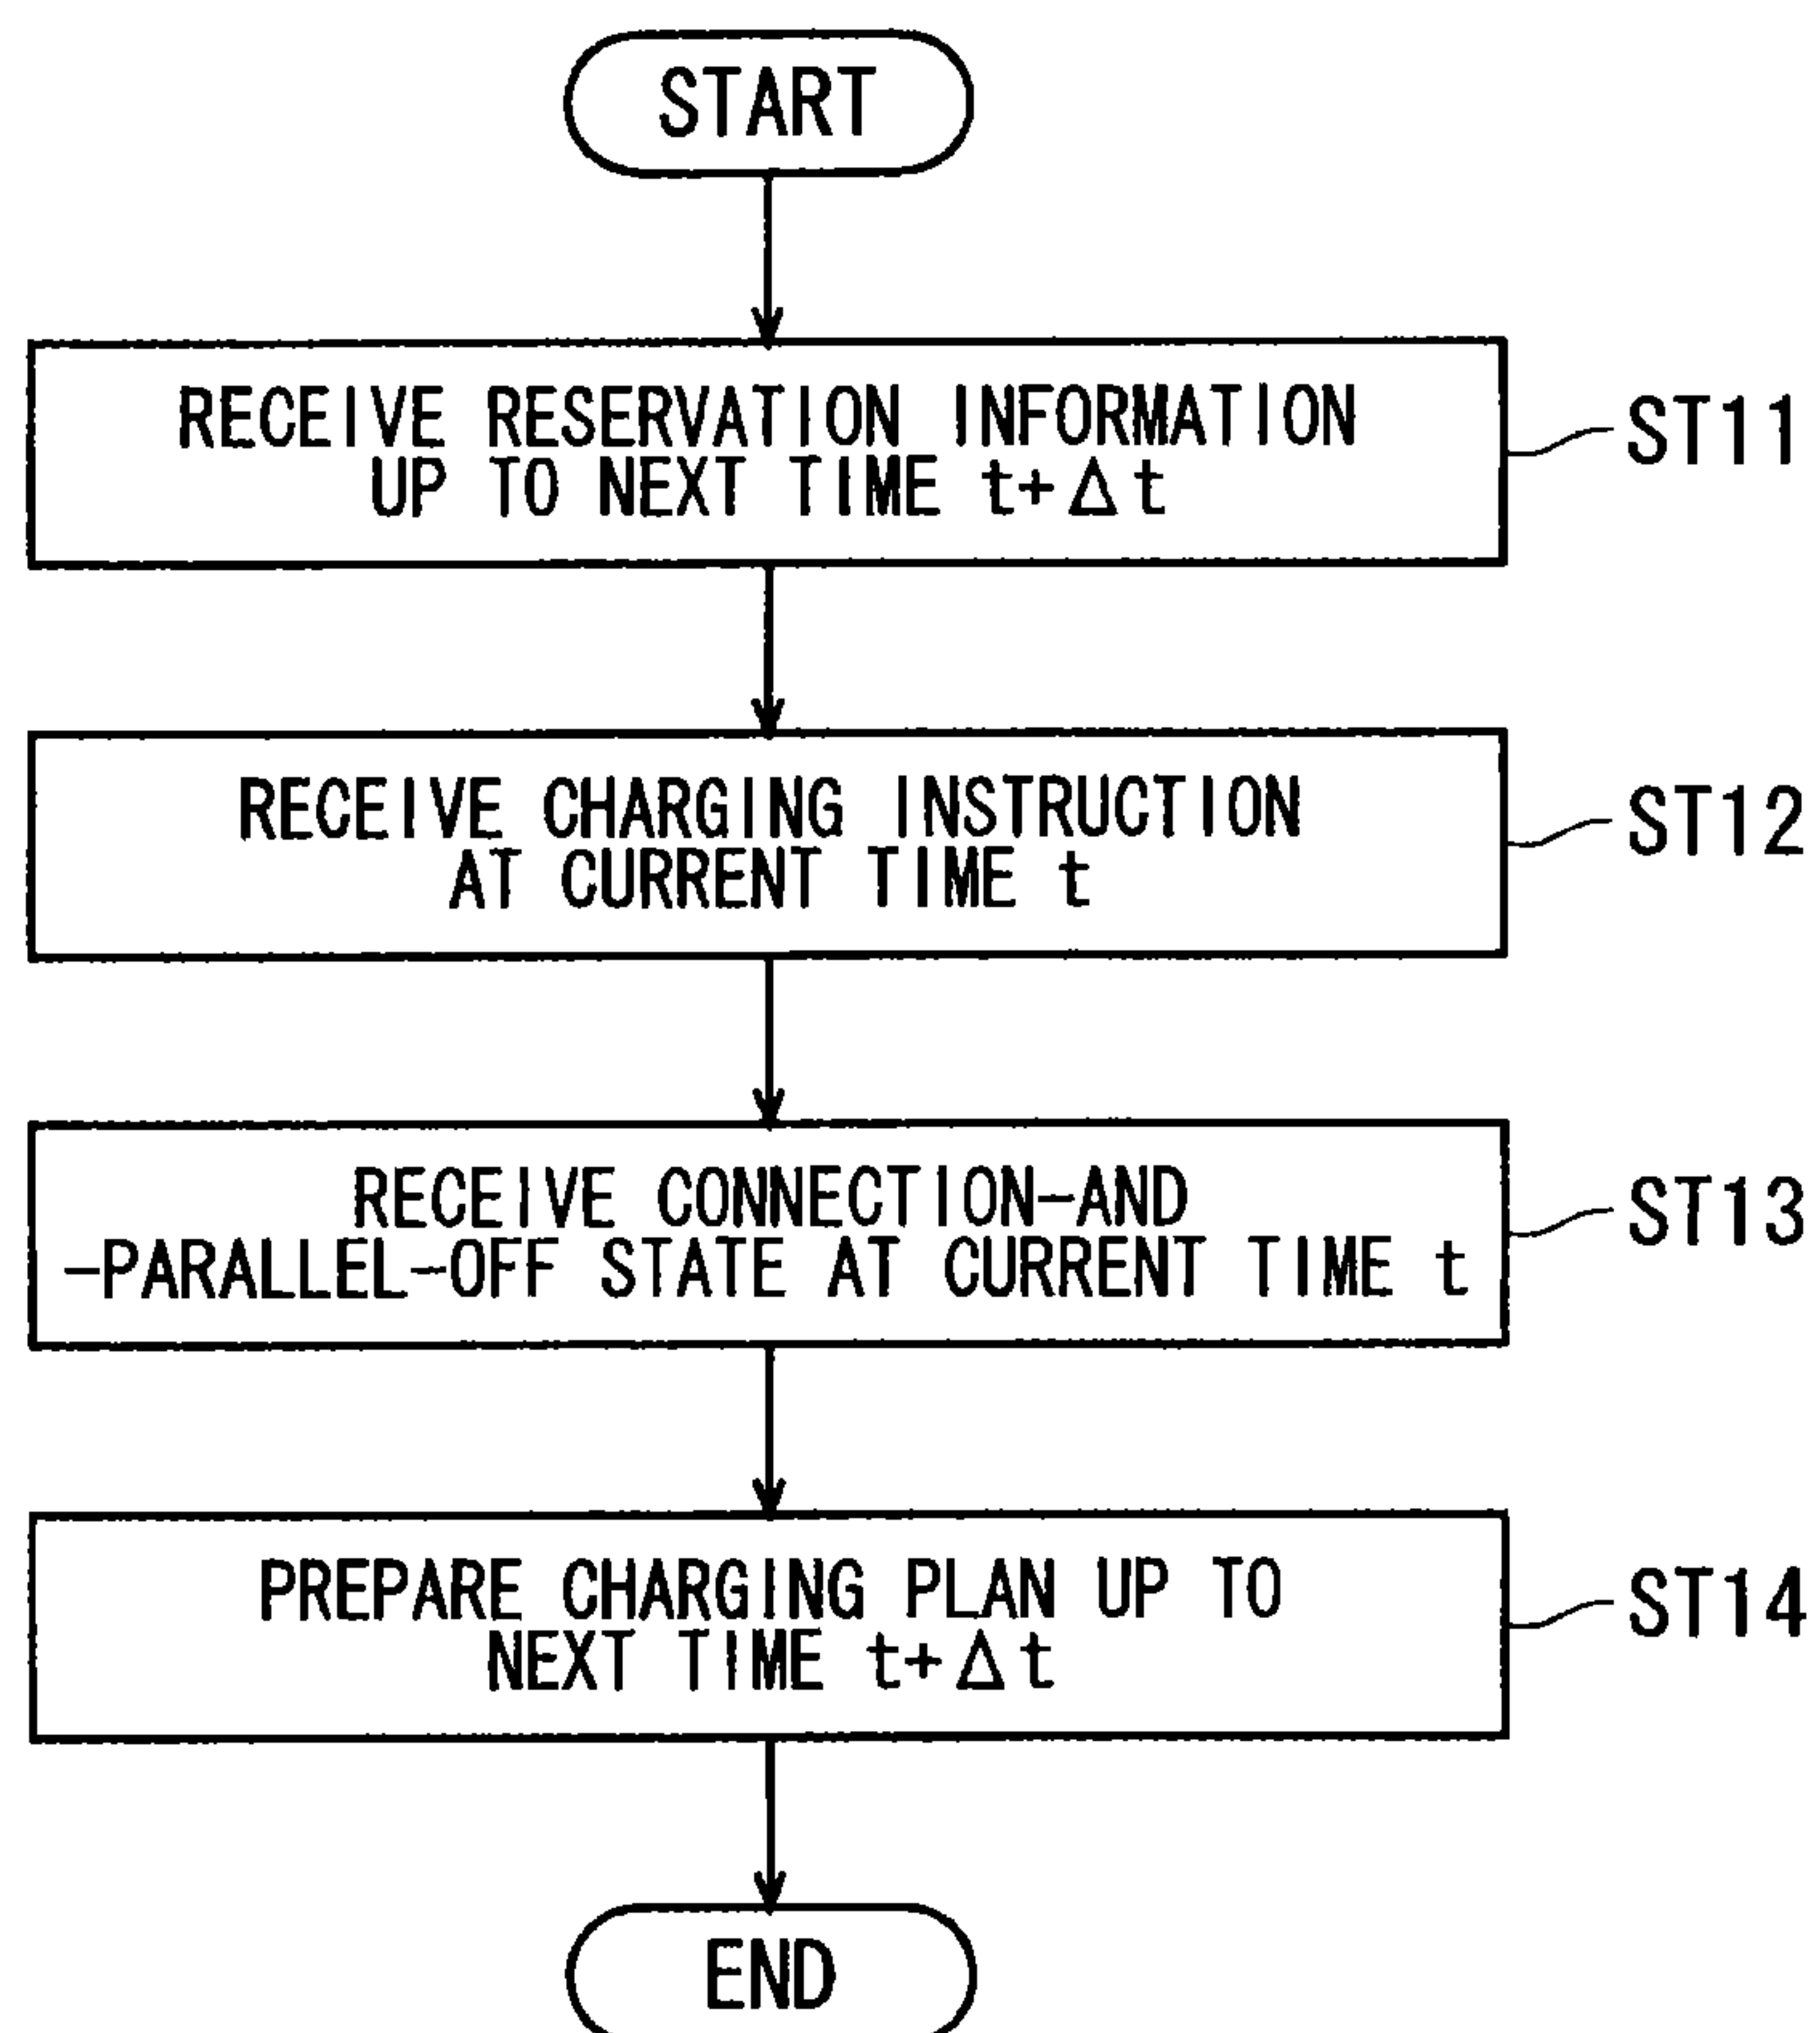 START
RECEIVE RESERVATION INFORMATION
UP TO NEXT TIME t+Δt
ST11
RECEIVE CHARGING INSTRUCTION
AT CURRENT TIME t
ST12
RECEIVE CONNECTION-AND
-PARALLEL-OFF STATE AT CURRENT TIME t
ST13
PREPARE CHARGING PLAN UP TO
NEXT TIME t+Δt
ST14
END